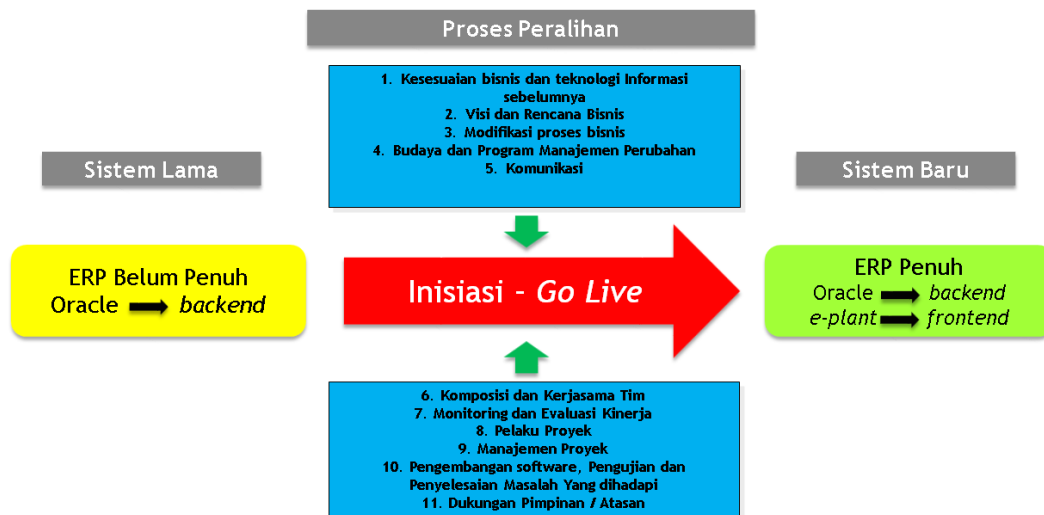 Proses Peralihan
1. Kesesuaian bisnis dan teknologi Informasi
sebelumnya
2. Visi dan Rencana Bisnis
3. Modifikasi proses bisnis
4. Budaya dan Program Manajemen Perubahan
5. Komunikasi
Sistem Lama
Sistem Baru
ERP Belum Penuh
Oracle → backend
Inisiasi - Go Live
ERP Penuh
Oracle → backend
e-plant → frontend
6. Komposisi dan Kerjasama Tim
7. Monitoring dan Evaluasi Kinerja
8. Pelaku Proyek
9. Manajemen Proyek
10. Pengembangan software, Pengujian dan
Penyelesaian Masalah Yang dihadapi
11. Dukungan Pimpinan / Atasan